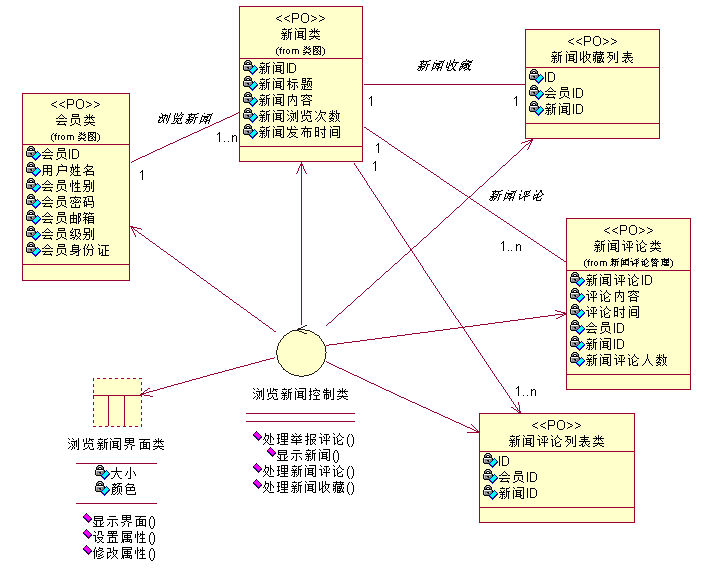 <<PO>>
新闻类
(from 类图)
新闻ID
新闻标题
新闻内容
新闻浏览次数
新闻发布时间
新闻收藏
1
1
<<PO>>
新闻收藏列表
ID
会员ID
新闻ID
<<PO>>
会员类
(from 类图)
会员ID
用户姓名
会员性别
会员密码
会员邮箱
会员级别
会员身份证
浏览新闻
1
1..n
1
1
新闻评论
1..n
<<PO>>
新闻评论类
(from 新闻评论管理)
新闻评论ID
评论内容
评论时间
会员ID
新闻ID
新闻评论人数
浏览新闻控制类
处理举报评论()
显示新闻()
处理新闻评论()
处理新闻收藏()
1..n
<<PO>>
新闻评论列表类
ID
会员ID
新闻ID
浏览新闻界面类
大小
颜色
显示界面()
设置属性()
修改属性()